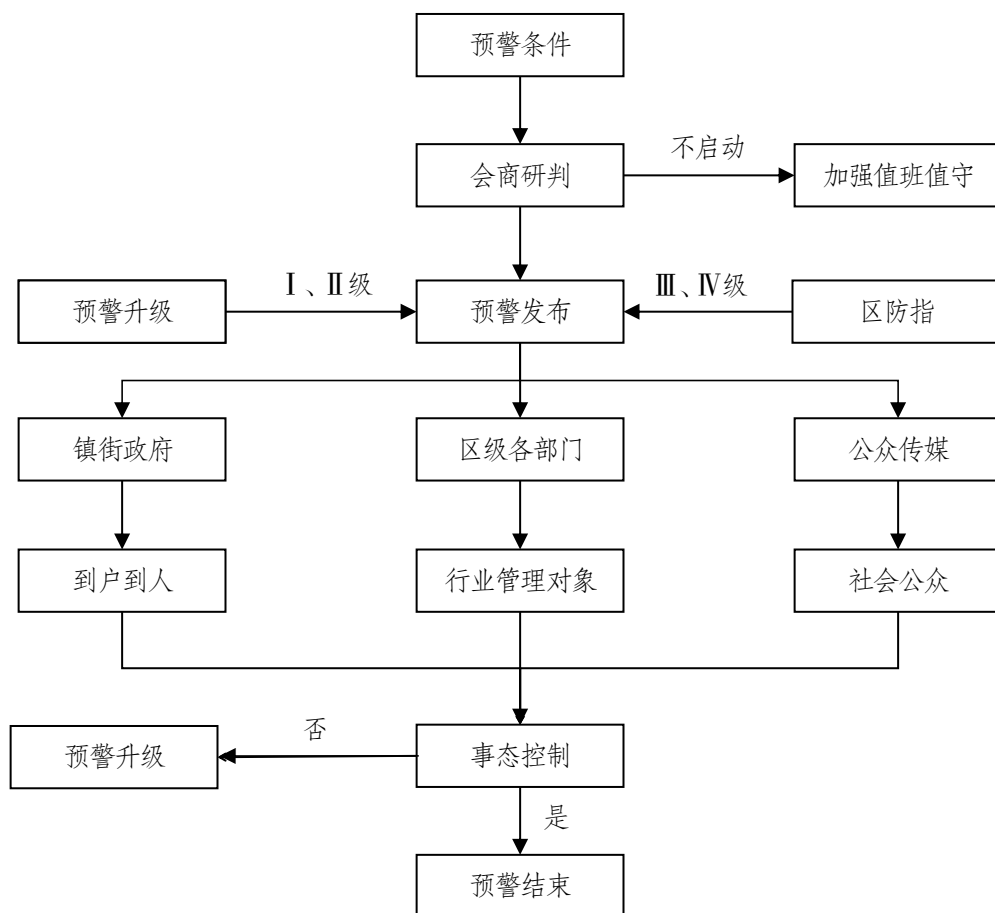 预警条件
会商研判
不启动
加强值班值守
预警升级
Ⅰ、Ⅱ级
预警发布
Ⅲ、Ⅳ级
区防指
镇街政府
区级各部门
公众传媒
到户到人
行业管理对象
社会公众
预警升级
否
事态控制
是
预警结束